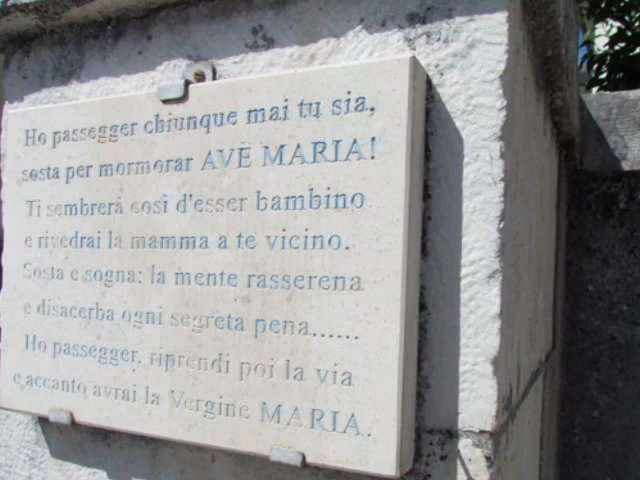 Ho passegger chiunque mai tu sia,
sosta per mormorar AVE MARIA!
Ti sembrerà così d'esser bambino
e rivedrai la mamma a te vicino.
Sosta e sogna: la mente rasserena
e disacerba ogni segreta pena......
Ho passegger, riprendi poi la via
e accanto avrai la Vergine MARIA.